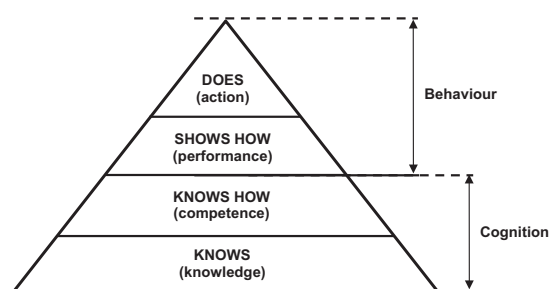 DOES
(action)
Behaviour
SHOWS HOW
(performance)
KNOWS HOW
(competence)
Cognition
KNOWS
(knowledge)